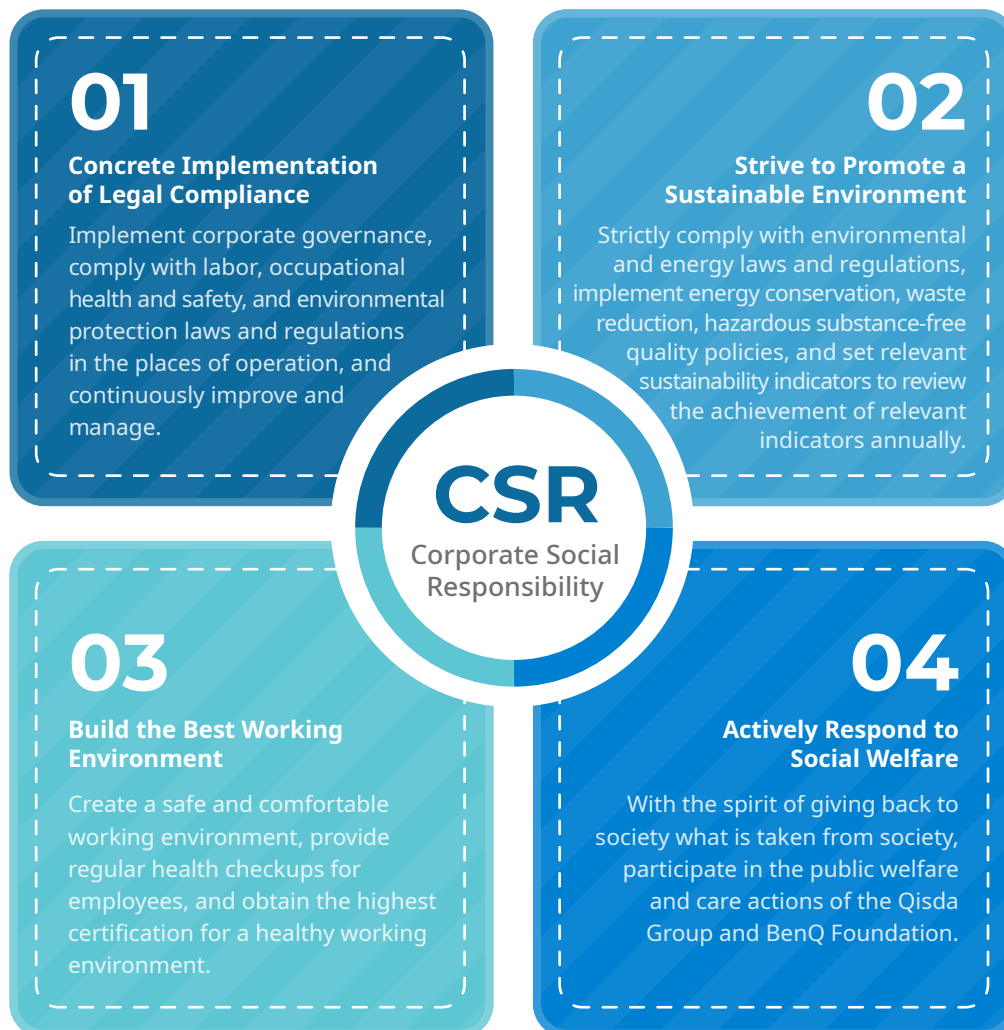 01
Concrete Implementation
of Legal Compliance
Implement corporate governance,
comply with labor, occupational
health and safety, and environmental
protection laws and regulations
in the places of operation, and
continuously improve and
manage.
02
Strive to Promote a
Sustainable Environment
Strictly comply with environmental
and energy laws and regulations,
implement energy conservation, waste
reduction, hazardous substance-free
quality policies, and set relevant
sustainability indicators to review
the achievement of relevant
indicators annually.
CSR
Corporate Social
Responsibility
03
Build the Best Working
Environment
Create a safe and comfortable
working environment, provide
regular health checkups for
employees, and obtain the highest
certification for a healthy working
environment.
04
Actively Respond to
Social Welfare
With the spirit of giving back to
society what is taken from society,
participate in the public welfare
and care actions of the Qisda
Group and BenQ Foundation.